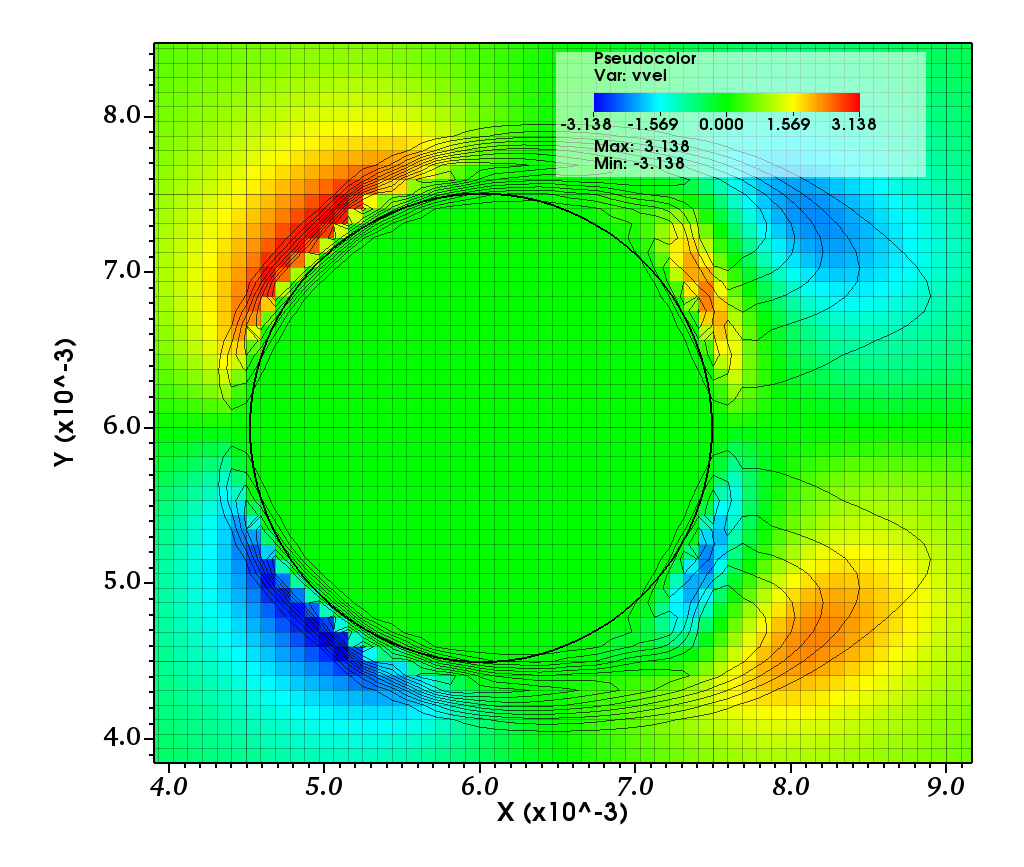 Pseudocolor
Var: vvel
-3.138 -1.569 0.000 1.569 3.138
Max: 3.138
Min: -3.138
8.0
7.0
6.0
5.0
4.0
Y (x10^-3)
4.0 5.0 6.0 7.0 8.0 9.0
X (x10^-3)